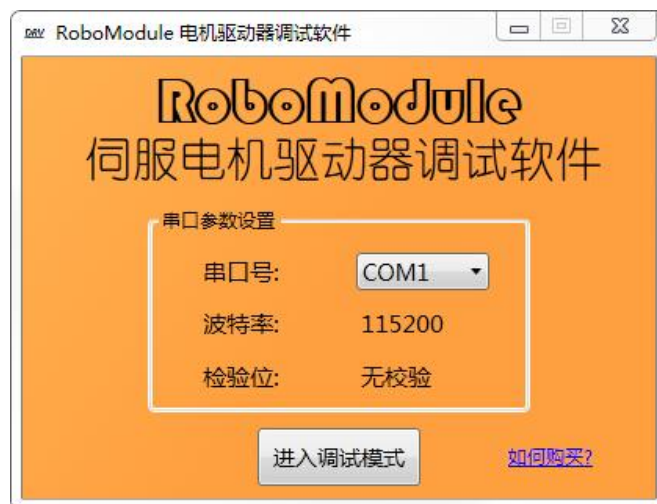 DRV RoboModule 电机驱动器调试软件
RoboModule
伺服电机驱动器调试软件
串口参数设置
串口号: COM1
波特率: 115200
检验位: 无校验
进入调试模式 如何购买?